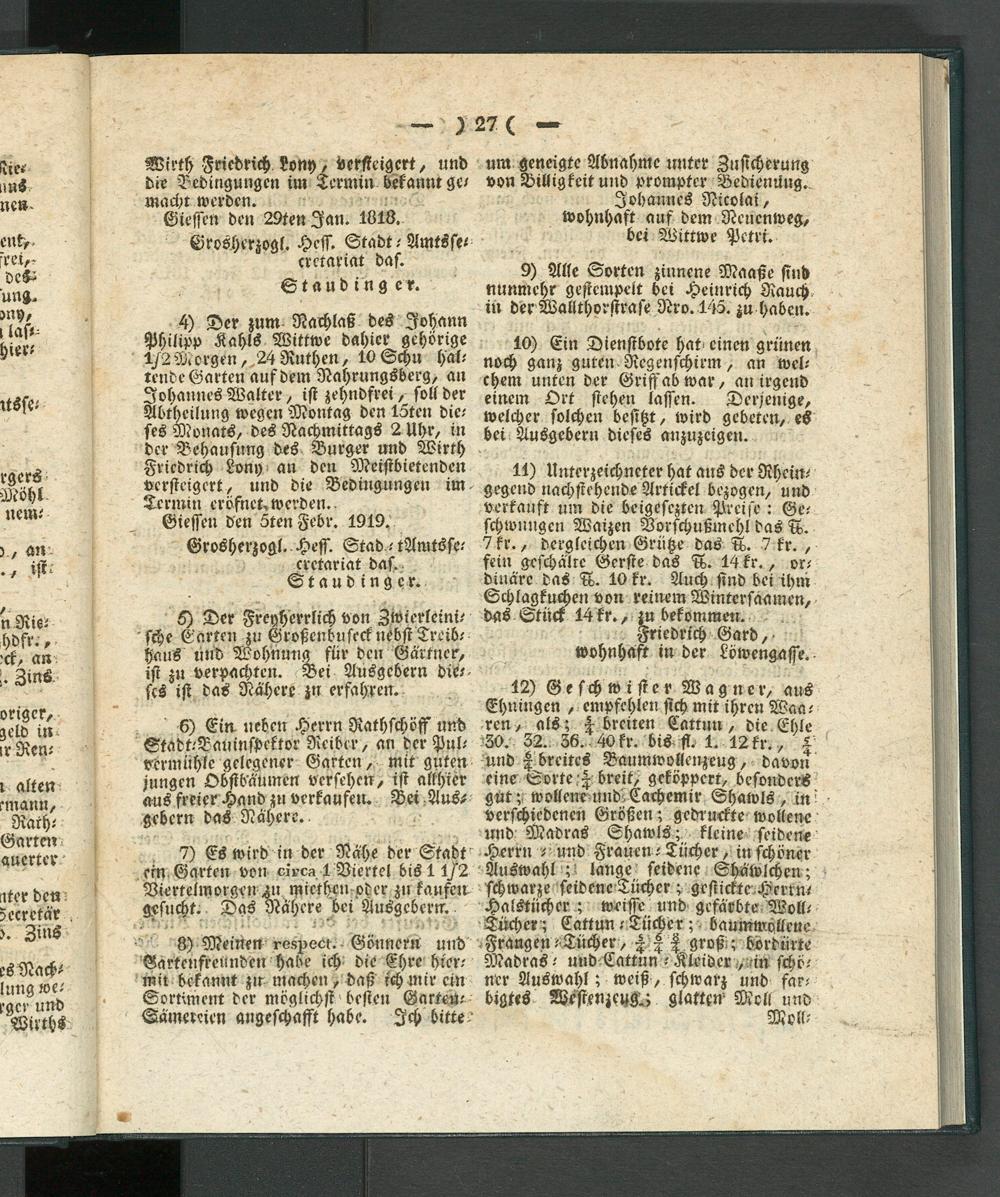 — ) 27 ( —
Wirth Friedrich Lony, versteigert, und
die Bedingungen im Termin bekannt ge⸗
macht werden.
Giessen den 29ten Jan. 1818.
Grosherzogl. Hess. Stadt⸗Amtsse⸗
cretariat das.
Staudinger.
4) Der zum Nachlaß des Johann
Philipp Kahls Wittwe dahier gehörige
1/2 Morgen, 24 Ruthen, 10 Schu hal⸗
tende Garten auf dem Nahrungsberg, an
Johannes Walter, ist zehndfrei, soll der
Abtheilung wegen Montag den 15ten die⸗
ses Monats, des Nachmittags 2 Uhr, in
der Behausung des Burger und Wirth
Friedrich Lony an den Meistbietenden
versteigert, und die Bedingungen im
Termin eröfnet werden.
Giessen den 5ten Febr. 1919.
Grosherzogl. Hess. Stad⸗tAmtsse⸗
cretariat das.
Staudinger.
5) Der Freyherrlich von Zwierleini⸗
sche Garten zu Großenbuseck nebst Treib⸗
haus und Wohnung für den Gärtner,
ist zu verpachten. Bei Ausgebern die⸗
ses ist das Nähere zu erfahren.
6) Ein neben Herrn Rathschöff und
Stadt⸗Bauinspektor Reiber, an der Pul⸗
vermühle gelegener Garten, mit guten
jungen Obstbäumen versehen, ist allhier
aus freier Hand zu verkaufen. Bei Aus⸗
gebern das Nähere.
7) Es wird in der Nähe der Stadt
ein Garten von circa 1 Viertel bis 1 1/2
Viertelmorgen zu miethen oder zu kaufen
gesucht. Das Nähere bei Ausgebern.
8) Meinen respect. Gönnern und
Gartenfreunden habe ich die Ehre hier⸗
mit bekannt zu machen, daß ich mir ein
Sortiment der möglichst besten Garten⸗
Sämereien angeschafft habe. Ich bitte
um geneigte Abnahme unter Zusicherung
von Billigkeit und prompter Bedienung.
Johannes Nicolai,
wohnhaft auf dem Neuenweg,
bei Wittwe Petri.
9) Alle Sorten zinnene Maaße sind
nunmehr gestempelt bei Heinrich Rauch
in der Wallthorstrase Nro. 145. zu haben.
10) Ein Dienstbote hat einen grünen
noch ganz guten Regenschirm, an wel⸗
chem unten der Griff ab war, an irgend
einem Ort stehen lassen. Derjenige,
welcher solchen besitzt, wird gebeten, es
bei Ausgebern dieses anzuzeigen.
11) Unterzeichneter hat aus der Rhein⸗
gegend nachstehende Artickel bezogen, und
verkauft um die beigesezten Preise: Ge⸗
schwungen Waizen Vorschußmehl das ℔.
7 kr., dergleichen Grütze das ℔. 7 kr.,
fein geschälte Gerste das ℔. 14 kr., or⸗
dinäre das ℔. 10 kr. Auch sind bei ihm
Schlagkuchen von reinem Wintersaamen,
das Stück 14 kr., zu bekommen.
Friedrich Gard,
wohnhaft in der Löwengasse.
12) Geschwister Wagner, aus
Ehningen, empfehlen sich mit ihren Waa⸗
ren, als; 4/4 breiten Cattun, die Ehle
30. 32. 36. 40 kr. bis fl. 1. 12 kr., 5/4
und 6/4 breites Baumwollenzeug, davon
eine Sorte 5/4 breit, geköppert, besonders
gut; wollene und Cachemir Shawls, in
verschiedenen Größen; gedruckte wollene
und Madras Shawls; kleine seidene
Herrn⸗ und Frauen⸗Tücher, in schöner
Auswahl; lange seidene Shäwlchen;
schwarze seidene Tücher; gestickte Herrn⸗
Halstücher; weisse und gefärbte Woll⸗
Tücher; Cattun⸗Tücher; baumwollene
Frangen⸗Tücher, 5/4 6/4 8/4 groß; bordürte
Madras⸗ und Cattun⸗Kleider, in schö⸗
ner Auswahl; weiß, schwarz und far⸗
bigtes Westenzeug; glatten Moll und
Moll⸗